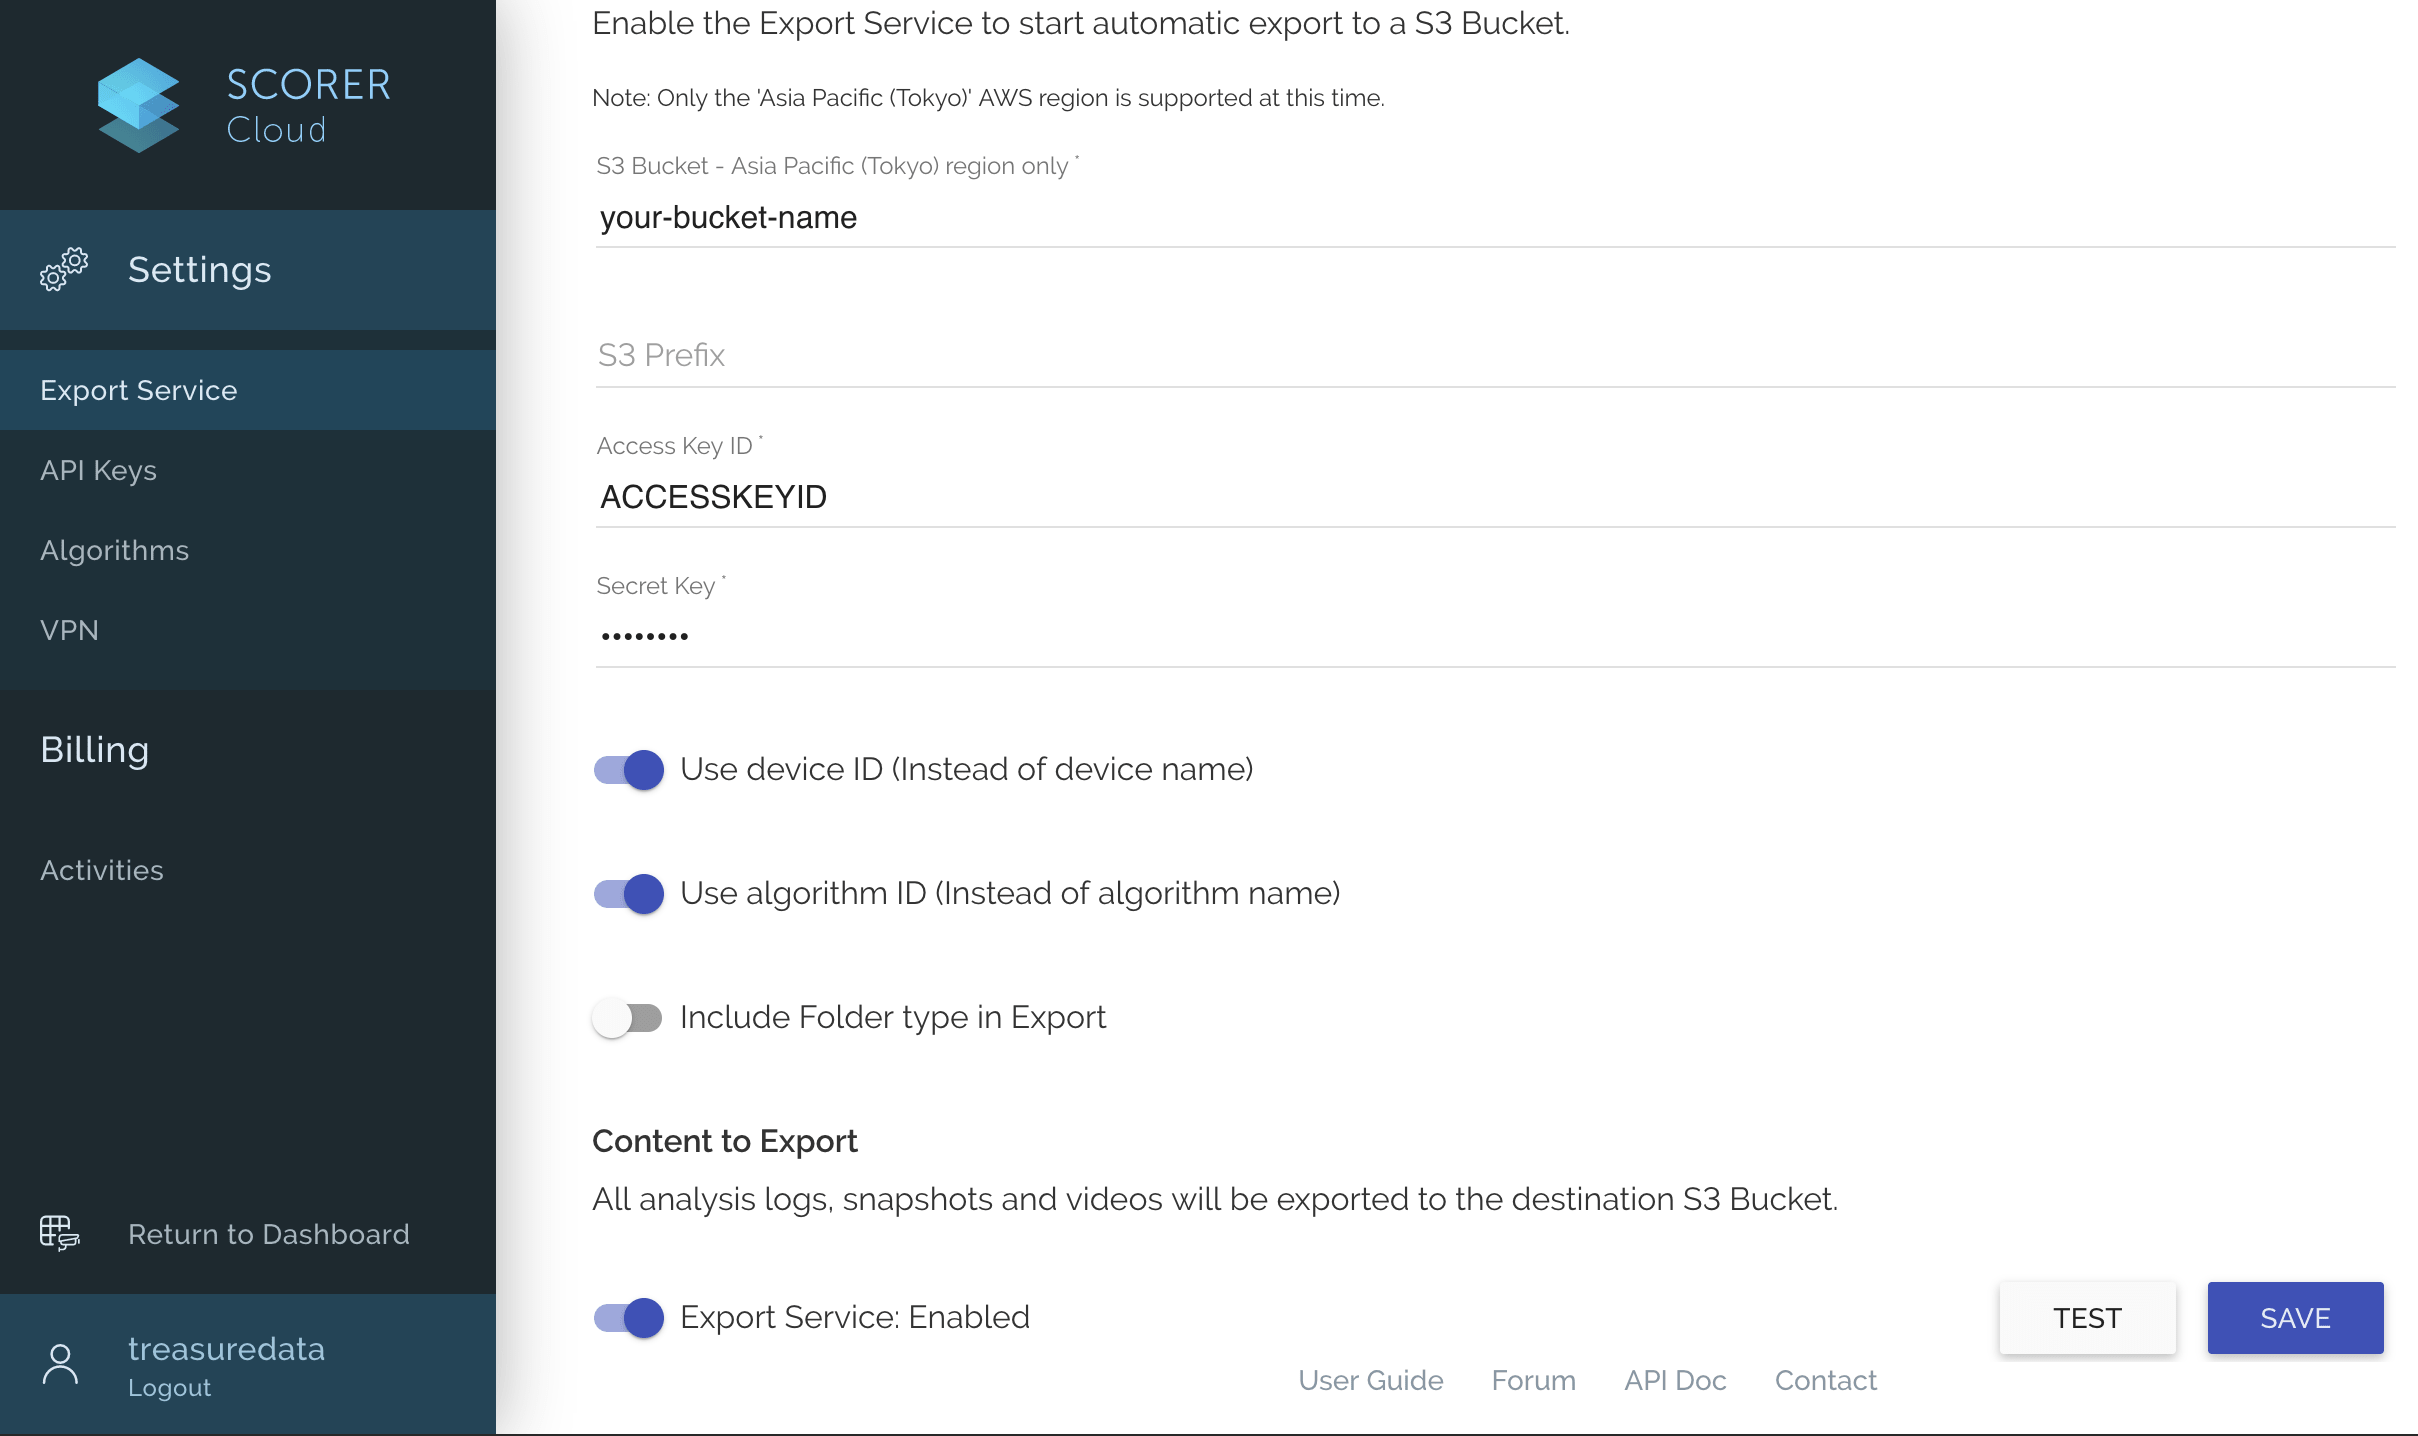 SCORER
Cloud
Settings
Export Service
API Keys
Algorithms
VPN
Billing
Activities
Return to Dashboard
treasuredata
Logout
Enable the Export Service to start automatic export to a S3 Bucket.
Note: Only the 'Asia Pacific (Tokyo)' AWS region is supported at this time.
S3 Bucket - Asia Pacific (Tokyo) region only *
your-bucket-name
S3 Prefix
Access Key ID *
ACCESSKEYID
Secret Key *
••••••••
Use device ID (Instead of device name)
Use algorithm ID (Instead of algorithm name)
Include Folder type in Export
Content to Export
All analysis logs, snapshots and videos will be exported to the destination S3 Bucket.
Export Service: Enabled
TEST
SAVE
User Guide
Forum
API Doc
Contact